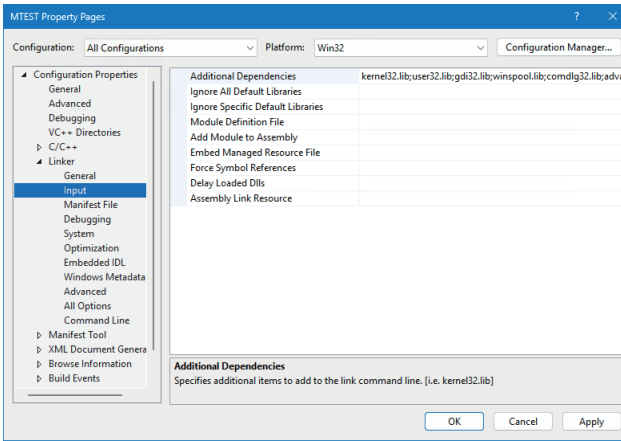 MTEST Property Pages
Configuration: All Configurations Platform: Win32 Configuration Manager...
Configuration Properties
General
Advanced
Debugging
VC++ Directories
C/C++
Linker
General
Input
Manifest File
Debugging
System
Optimization
Embedded IDL
Windows Metadata
Advanced
All Options
Command Line
Manifest Tool
XML Document Genera
Browse Information
Build Events
Additional Dependencies kernel32.lib;user32.lib;gdi32.lib;winspool.lib;comdlg32.lib;adva
Ignore All Default Libraries
Ignore Specific Default Libraries
Module Definition File
Add Module to Assembly
Embed Managed Resource File
Force Symbol References
Delay Loaded Dlls
Assembly Link Resource
Additional Dependencies
Specifies additional items to add to the link command line. [i.e. kernel32.lib]
OK Cancel Apply